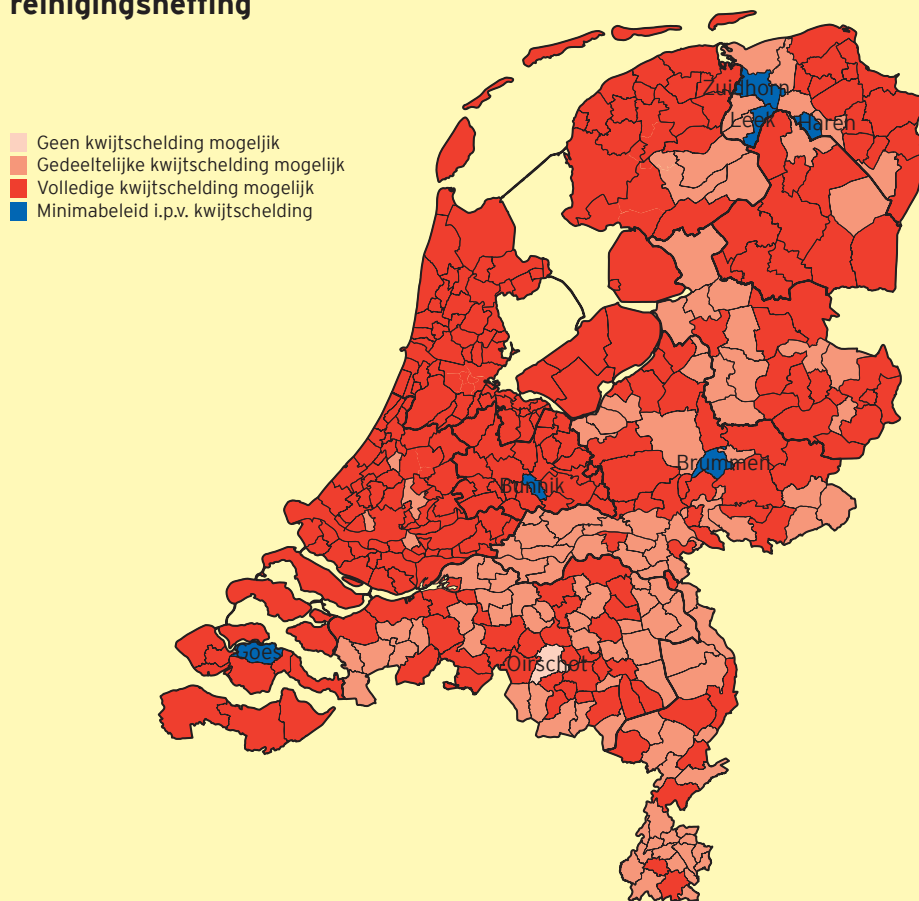 reinigingsheffing
Geen kwijtschelding mogelijk
Gedeeltelijke kwijtschelding mogelijk
Volledige kwijtschelding mogelijk
Minimabeleid i.p.v. kwijtschelding
Zuidhorn
Leek
Haren
Brummen
Bunnik
Goes
Oirschot